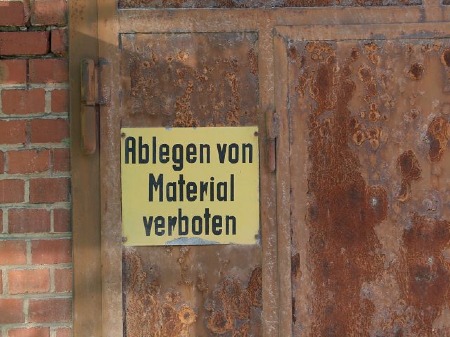 Ablegen von
Material
verboten